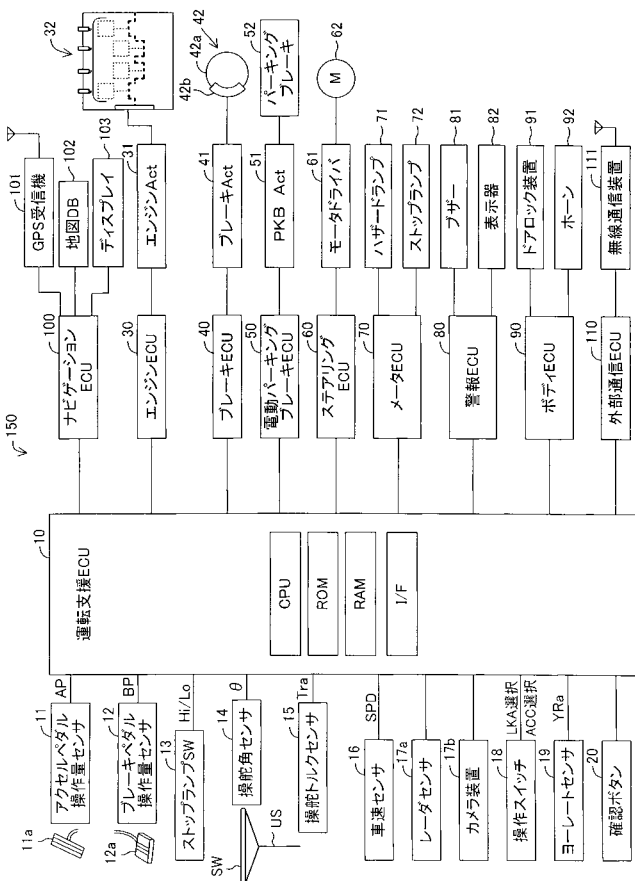 150
11a
12a
SW
US
11
アクセルペダル
操作量センサ
AP
12
ブレーキペダル
操作量センサ
BP
13
ストップランプSW
Hi/Lo
14
操舵角センサ
θ
15
操舵トルクセンサ
Tra
16
車速センサ
SPD
17a
レーダセンサ
17b
カメラ装置
18
操作スイッチ
LKA選択
ACC選択
19
ヨーレートセンサ
YRa
20
確認ボタン
10
運転支援ECU
CPU
ROM
RAM
I/F
100
ナビゲーション
ECU
101
GPS受信機
102
地図DB
103
ディスプレイ
30
エンジンECU
31
エンジンAct
32
40
ブレーキECU
41
ブレーキAct
42
42a
42b
50
電動パーキング
ブレーキECU
51
PKB Act
52
パーキング
ブレーキ
60
ステアリング
ECU
61
モータドライバ
62
M
70
メータECU
71
ハザードランプ
72
ストップランプ
80
警報ECU
81
ブザー
82
表示器
90
ボディECU
91
ドアロック装置
92
ホーン
110
外部通信ECU
111
無線通信装置